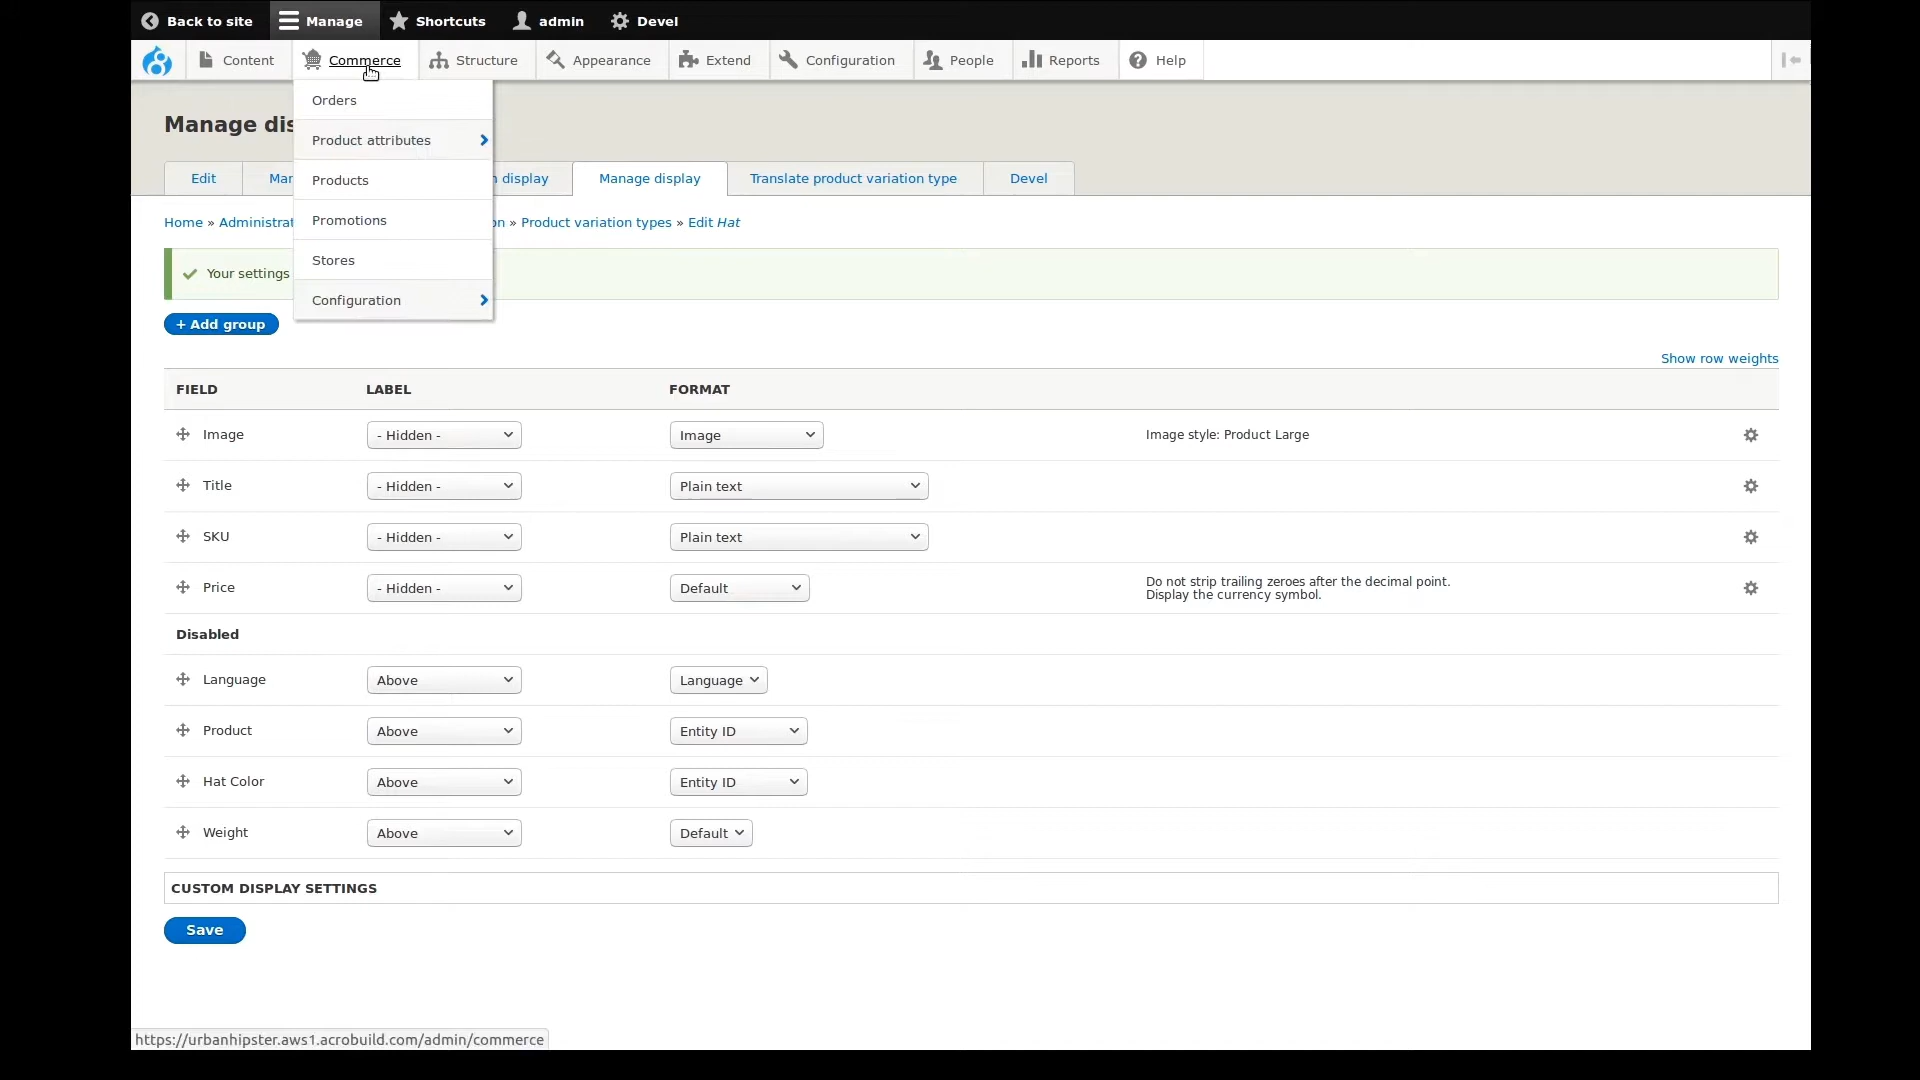 Back to site Manage Shortcuts admin Devel
Content Commerce Structure Appearance Extend Configuration People Reports Help
Orders
Product attributes
Products
Promotions
Stores
Configuration
Manage
Edit display Manage display Translate product variation type Devel
Home » » Product variation types » Edit Hat
Your settings
+ Add group
Show row weights
FIELD LABEL FORMAT
Image - Hidden - Image Image style: Product Large
Title - Hidden - Plain text
SKU - Hidden - Plain text
Price - Hidden - Default Do not strip trailing zeroes after the decimal point.
Display the currency symbol.
Disabled
Language Above Language
Product Above Entity ID
Hat Color Above Entity ID
Weight Above Default
CUSTOM DISPLAY SETTINGS
Save
https://urbanhipster.aws1.acrobuild.com/admin/commerce